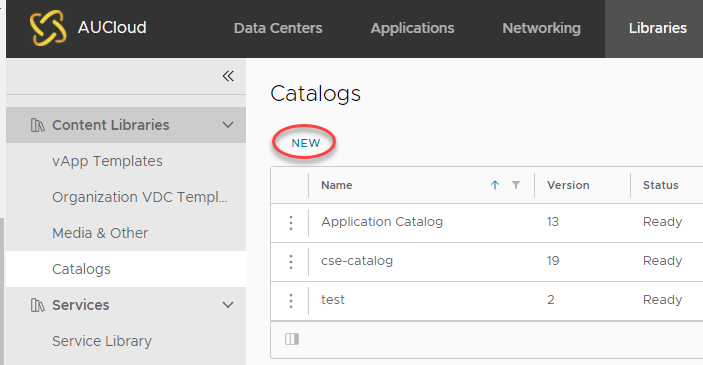 AUCloud Data Centers Applications Networking Libraries
Content Libraries
vApp Templates
Organization VDC Templ...
Media & Other
Catalogs
Services
Service Library
Catalogs
NEW
Name Version Status
Application Catalog 13 Ready
cse-catalog 19 Ready
test 2 Ready